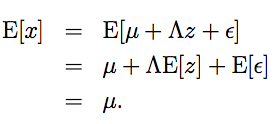 E[x] = E[μ + Λz + ϵ]
= μ + ΛE[z] + E[ϵ]
= μ.